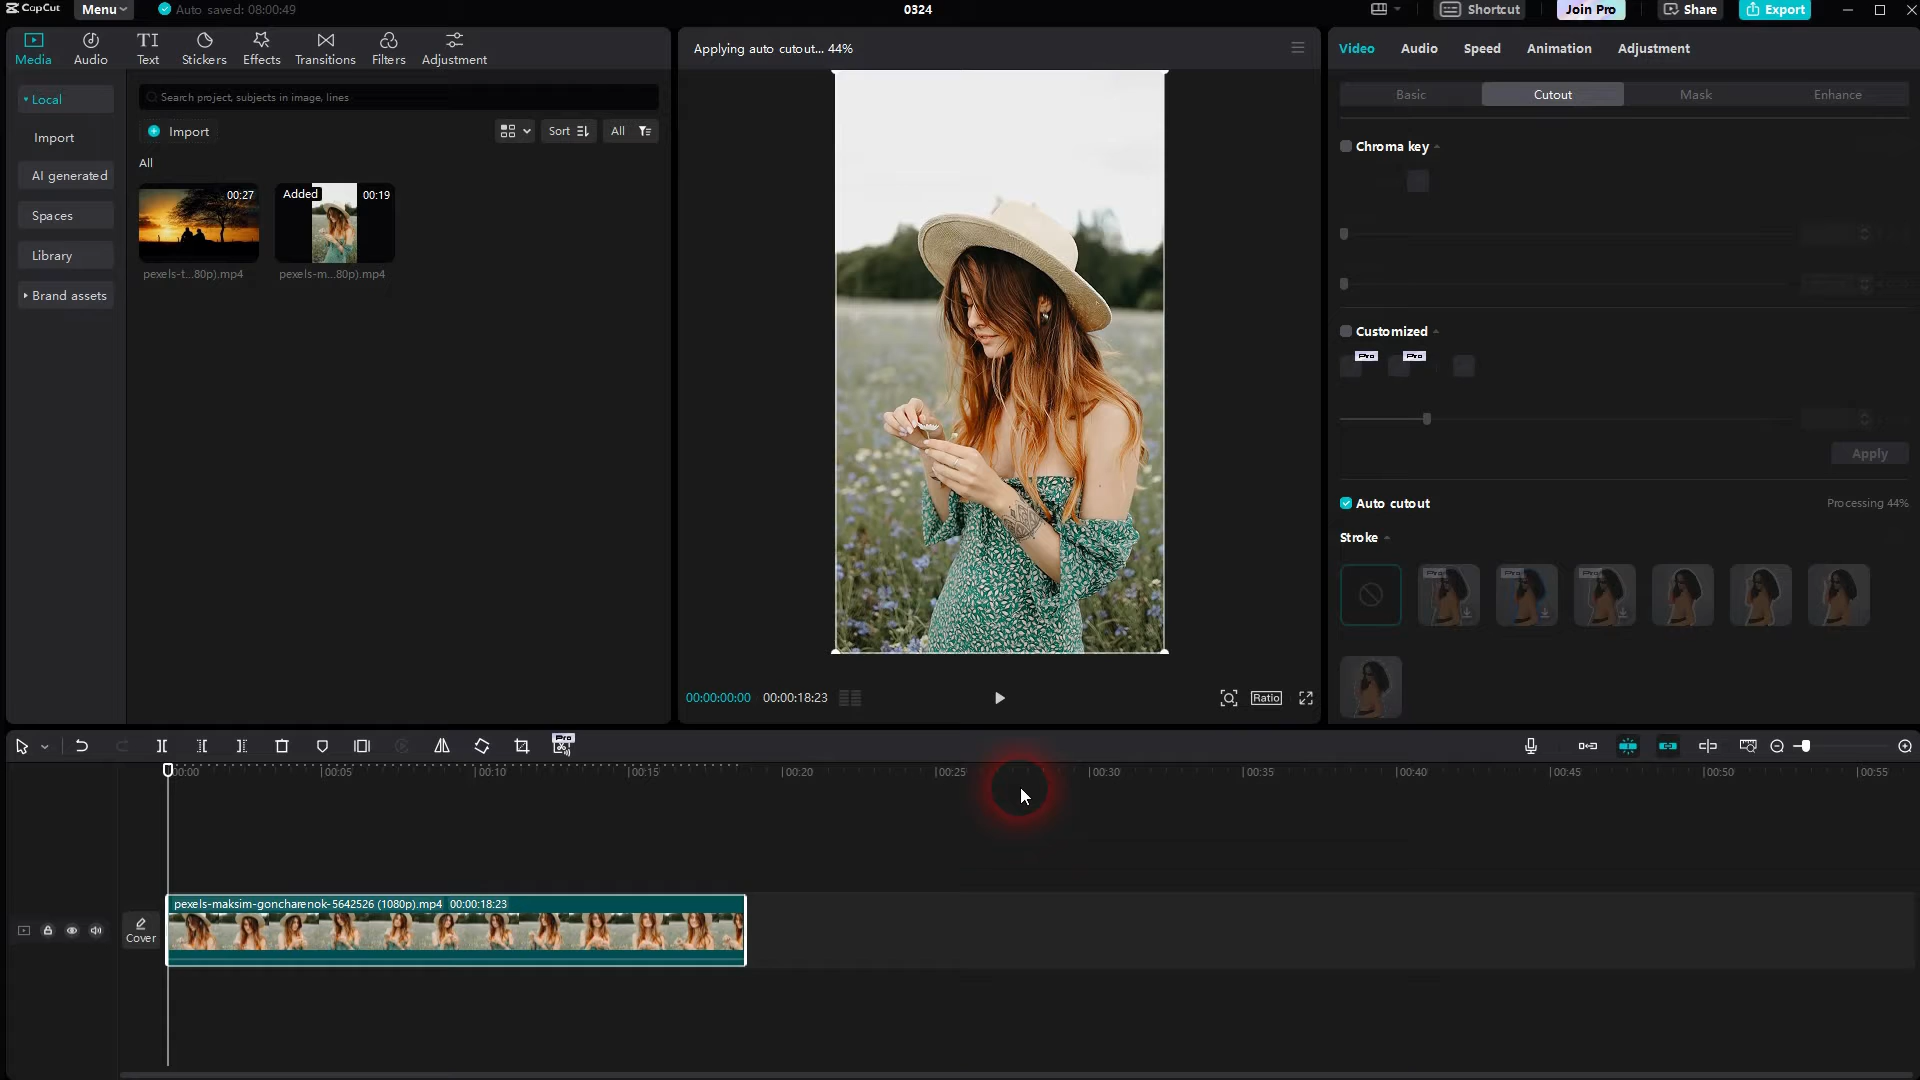 CapCut
Menu
Auto saved: 08:00:49
0324
Shortcut
Join Pro
Share
Export
Media
Audio
Text
Stickers
Effects
Transitions
Filters
Adjustment
Local
Import
AI generated
Spaces
Library
Brand assets
Search project, subjects in image, lines
Import
Sort
All
All
00:27
pexels-t...80p).mp4
Added
00:19
pexels-m...80p).mp4
Applying auto cutout... 44%
00:00:00:00
00:00:18:23
Ratio
Video
Audio
Speed
Animation
Adjustment
Basic
Cutout
Mask
Enhance
Chroma key
Customized
Pro
Pro
Apply
Auto cutout
Processing 44%
Stroke
Pro
Pro
Pro
Pro
00:00
00:05
00:10
00:15
00:20
00:25
00:30
00:35
00:40
00:45
00:50
00:55
Cover
pexels-maksim-goncharenok-5642526 (1080p).mp4 00:00:18:23